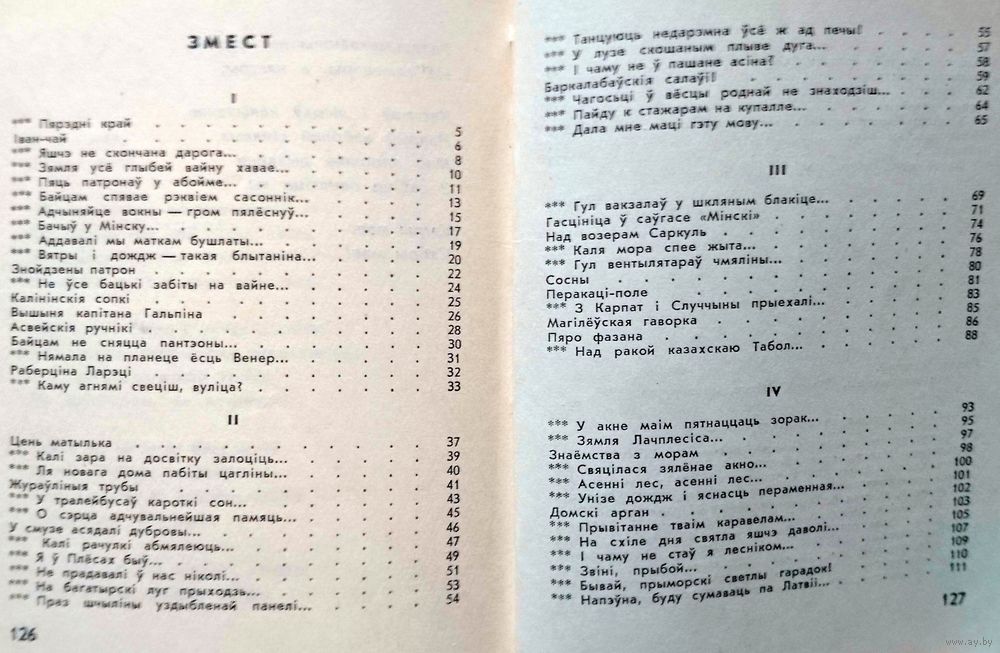 ЗМЕСТ
I
*** Пярэдні край . . . . . 5
Іван-чай . . . . . 6
*** Яшчэ не скончана дарога... . . . . . 8
*** Зямля усё глыбей вайну хавае... . . . . . 10
*** Пяць патронаў у абойме... . . . . . 11
*** Байцам спявае рэквіем сасоннік... . . . . . 13
*** Адчыняйце вокны — гром пялёснуў... . . . . . 15
*** Бачыў у Мінску... . . . . . 17
*** Аддавалі мы маткам бушлаты... . . . . . 19
*** Вятры і дождж — такая блытаніна... . . . . . 20
Знойдзены патрон . . . . . 22
*** Не ўсе бацькі забіты на вайне... . . . . . 24
Калінінскія сопкі . . . . . 25
Вышыня капітана Гальпіна . . . . . 26
Асвейскія ручнікі . . . . . 28
Байцам не сняцца пантэоны... . . . . . 30
*** Нямала на планеце ёсць Венер... . . . . . 31
Раберціна Ларэці . . . . . 32
*** Каму агнямі свеціш, вуліца? . . . . . 33
II
Цень матылька . . . . . 37
*** Калі зара на досвітку залоціць... . . . . . 39
*** Ля новага дома пабіты цагліны... . . . . . 40
Жураўліныя трубы . . . . . 41
*** У тралейбусаў кароткі сон... . . . . . 43
*** О сэрца адчувальнейшая памяць... . . . . . 45
У смузе асядалі дубровы... . . . . . 46
*** Калі рачулкі абмялеюць... . . . . . 47
*** Я ў Плёсах быў... . . . . . 49
*** Не прадавалі ў нас ніколі... . . . . . 51
*** На багатырскі луг прыходзь... . . . . . 53
*** Праз шчыліны уздыбленай панелі... . . . . . 54
126
*** Танцуюць недарэмна ўсё ж ад печы! . . . . . 55
*** У лузе скошаным плыве дуга... . . . . . 57
*** І чаму не ў пашане асіна? . . . . . 58
Баркалабаўскія салаўі! . . . . . 59
*** Чагосьці ў вёсцы роднай не знаходзіш... . . . . . 62
*** Пайду к стажарам на купалле... . . . . . 64
*** Дала мне маці гэту мову... . . . . . 65
III
*** Гул вакзалаў у шкляным блакіце... . . . . . 69
Гасцініца ў саўгасе «Мінскі» . . . . . 71
Над возерам Саркуль . . . . . 74
*** Каля мора спее жыта... . . . . . 76
*** Гул вентылятараў чмяліны... . . . . . 78
Сосны . . . . . 80
Перакаці-поле . . . . . 81
*** З Карпат і Случчыны прыехалі... . . . . . 83
Магілёўская гаворка . . . . . 85
Пяро фазана . . . . . 86
*** Над ракой казахскаю Табол... . . . . . 88
IV
*** У акне маім пятнаццаць зорак... . . . . . 93
*** Зямля Лачплесіса... . . . . . 95
Знаёмства з морам . . . . . 97
*** Свяцілася зялёнае акно... . . . . . 98
*** Асенні лес, асенні лес... . . . . . 100
*** Унізе дождж і яснасць пераменная... . . . . . 101
Домскі арган . . . . . 102
*** Прывітанне тваім каравелам... . . . . . 103
*** На схіле дня святла яшчэ даволі... . . . . . 105
*** І чаму не стаў я лесніком... . . . . . 107
*** Звіні, прыбой... . . . . . 109
*** Бывай, прыморскі светлы гарадок! . . . . . 110
*** Напэўна, буду сумаваць па Латвіі... . . . . . 111
127
www.ay.by